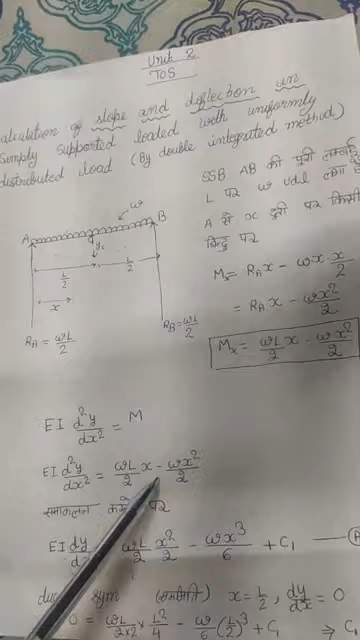 Unit 2
TOS
Calculation of slope and deflection in
Simply supported loaded with uniformly
distributed load (By double integrated method)
SSB AB की पूरी लम्बाई
L पर w udl लगा है
A से x दूरी पर किसी
बिन्दु पर
Mx = RA x - wx·x/2
= RA x - wx²/2
Mx = wL/2 x - wx²/2
w
A B
yc
L/2 L/2
x
RA = wL/2 RB = wL/2
EI d²y/dx² = M
EI d²y/dx² = wL/2 x - wx²/2
समाकलन करने पर
EI dy/dx wL/2 x²/2 - wx³/6 + C₁ — (A
sym (सममिति) x = L/2, dy/dx = 0
0 = wL/2×2 × L²/4 - w/6 (L/2)³ + C₁ ⇒ C₁